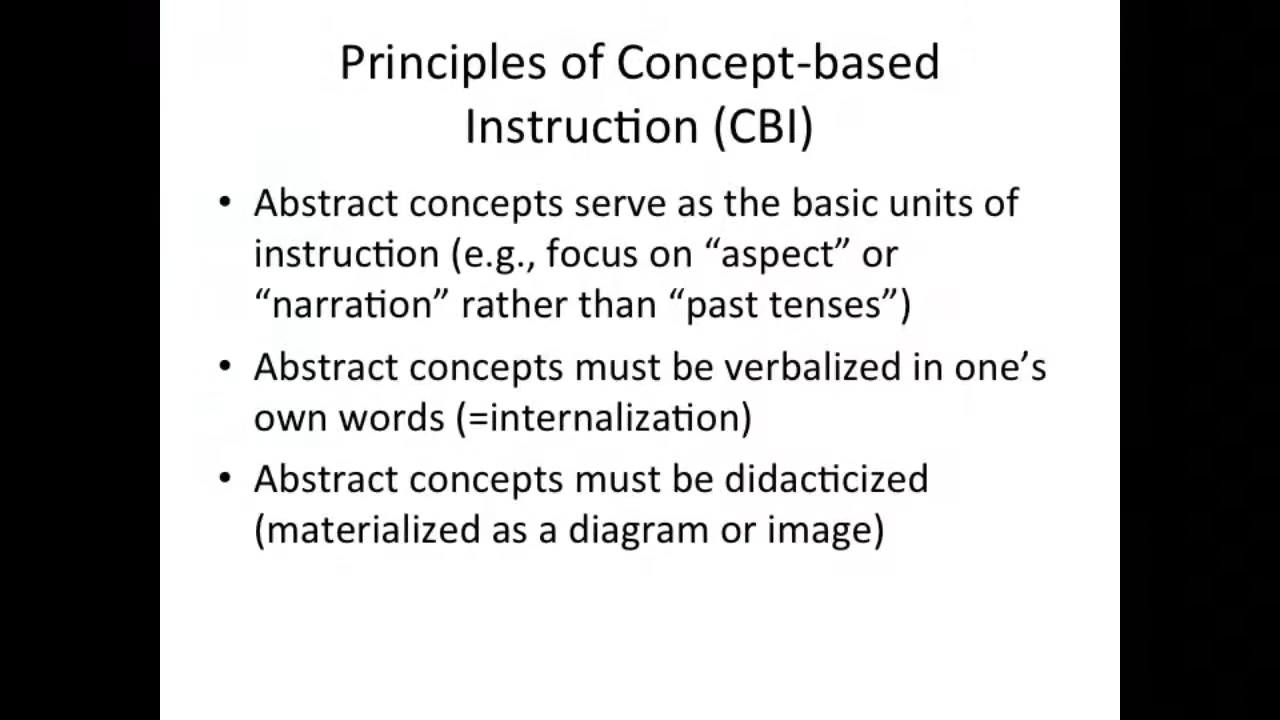 Principles of Concept-based
Instruction (CBI)
• Abstract concepts serve as the basic units of
instruction (e.g., focus on “aspect” or
“narration” rather than “past tenses”)
• Abstract concepts must be verbalized in one’s
own words (=internalization)
• Abstract concepts must be didacticized
(materialized as a diagram or image)